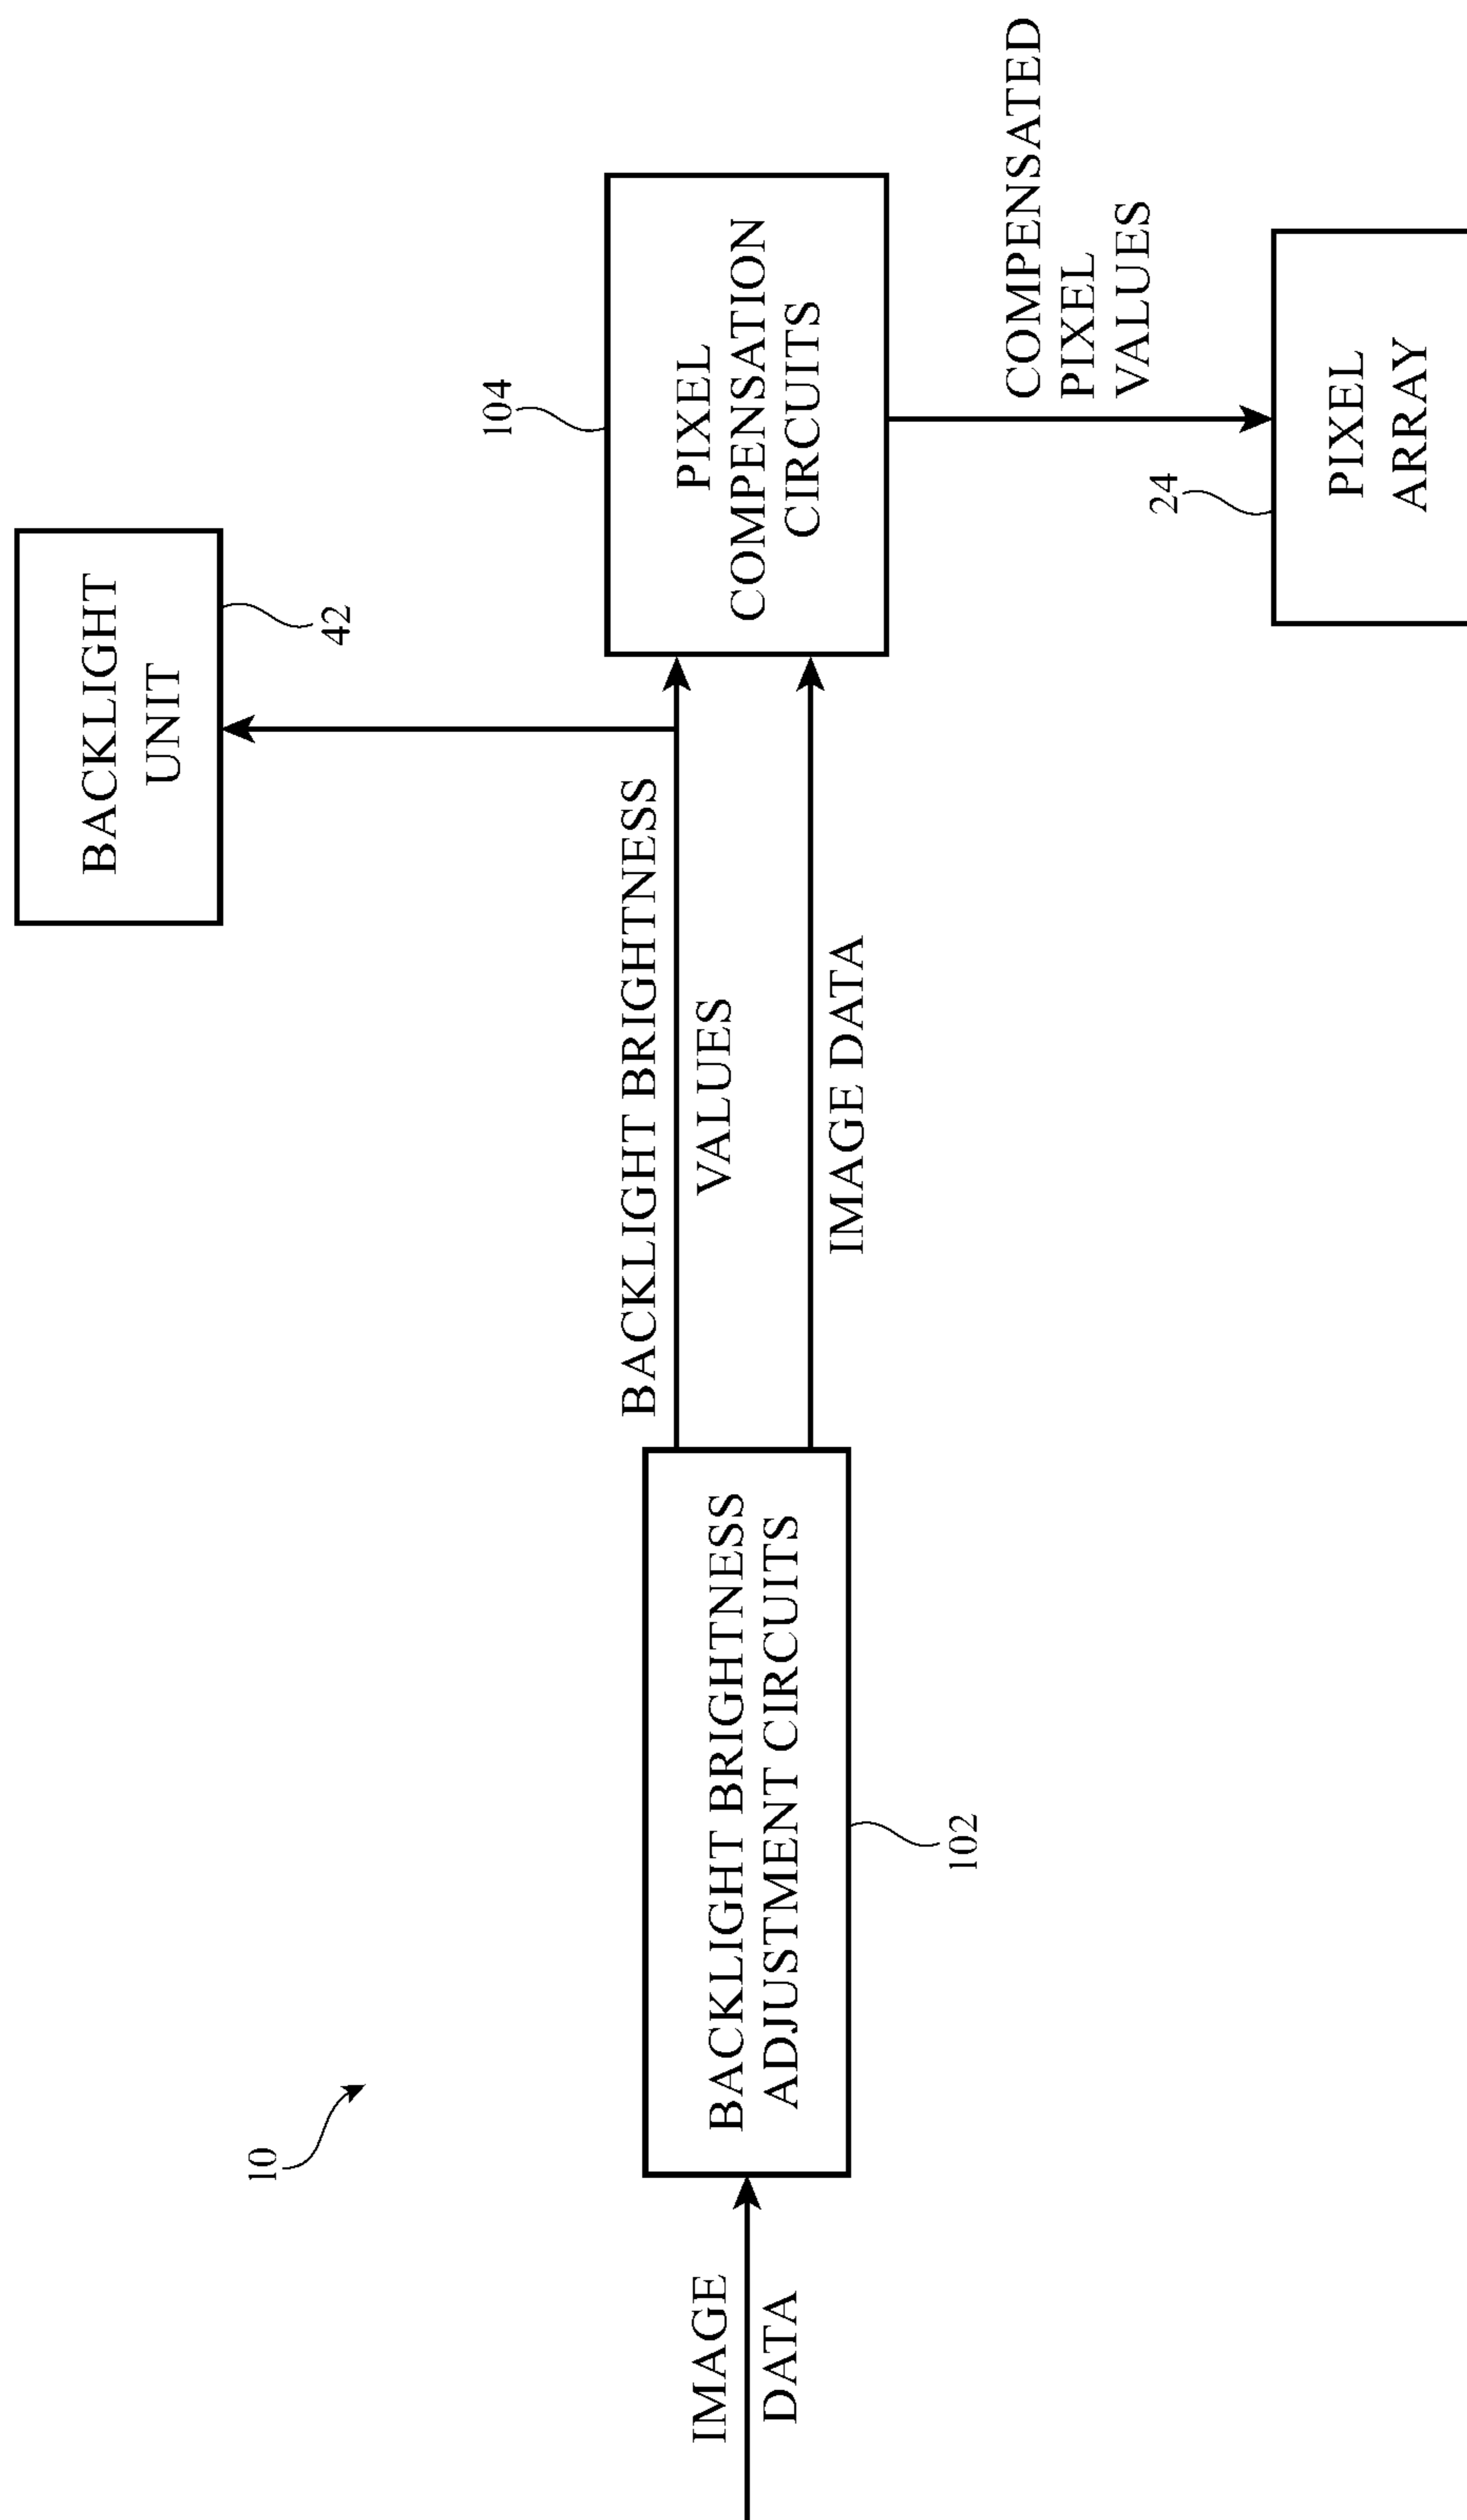 10
IMAGE
DATA
BACKLIGHT BRIGHTNESS
ADJUSTMENT CIRCUITS
102
BACKLIGHT BRIGHTNESS
VALUES
IMAGE DATA
BACKLIGHT
UNIT
42
104
PIXEL
COMPENSATION
CIRCUITS
COMPENSATED
PIXEL
VALUES
24
PIXEL
ARRAY